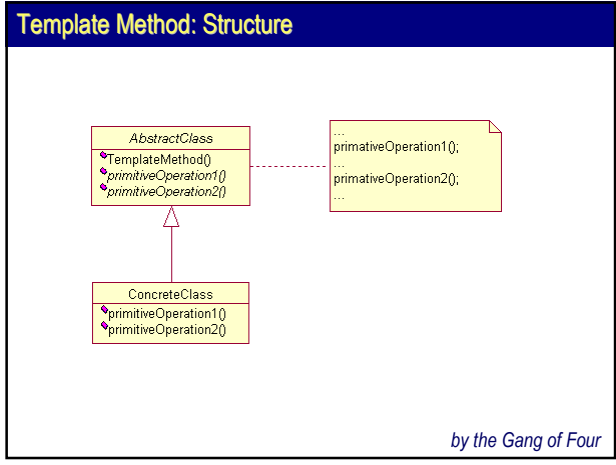 Template Method: Structure
AbstractClass
TemplateMethod()
primitiveOperation1()
primitiveOperation2()
...
primativeOperation1();
...
primativeOperation2();
...
ConcreteClass
primitiveOperation1()
primitiveOperation2()
by the Gang of Four